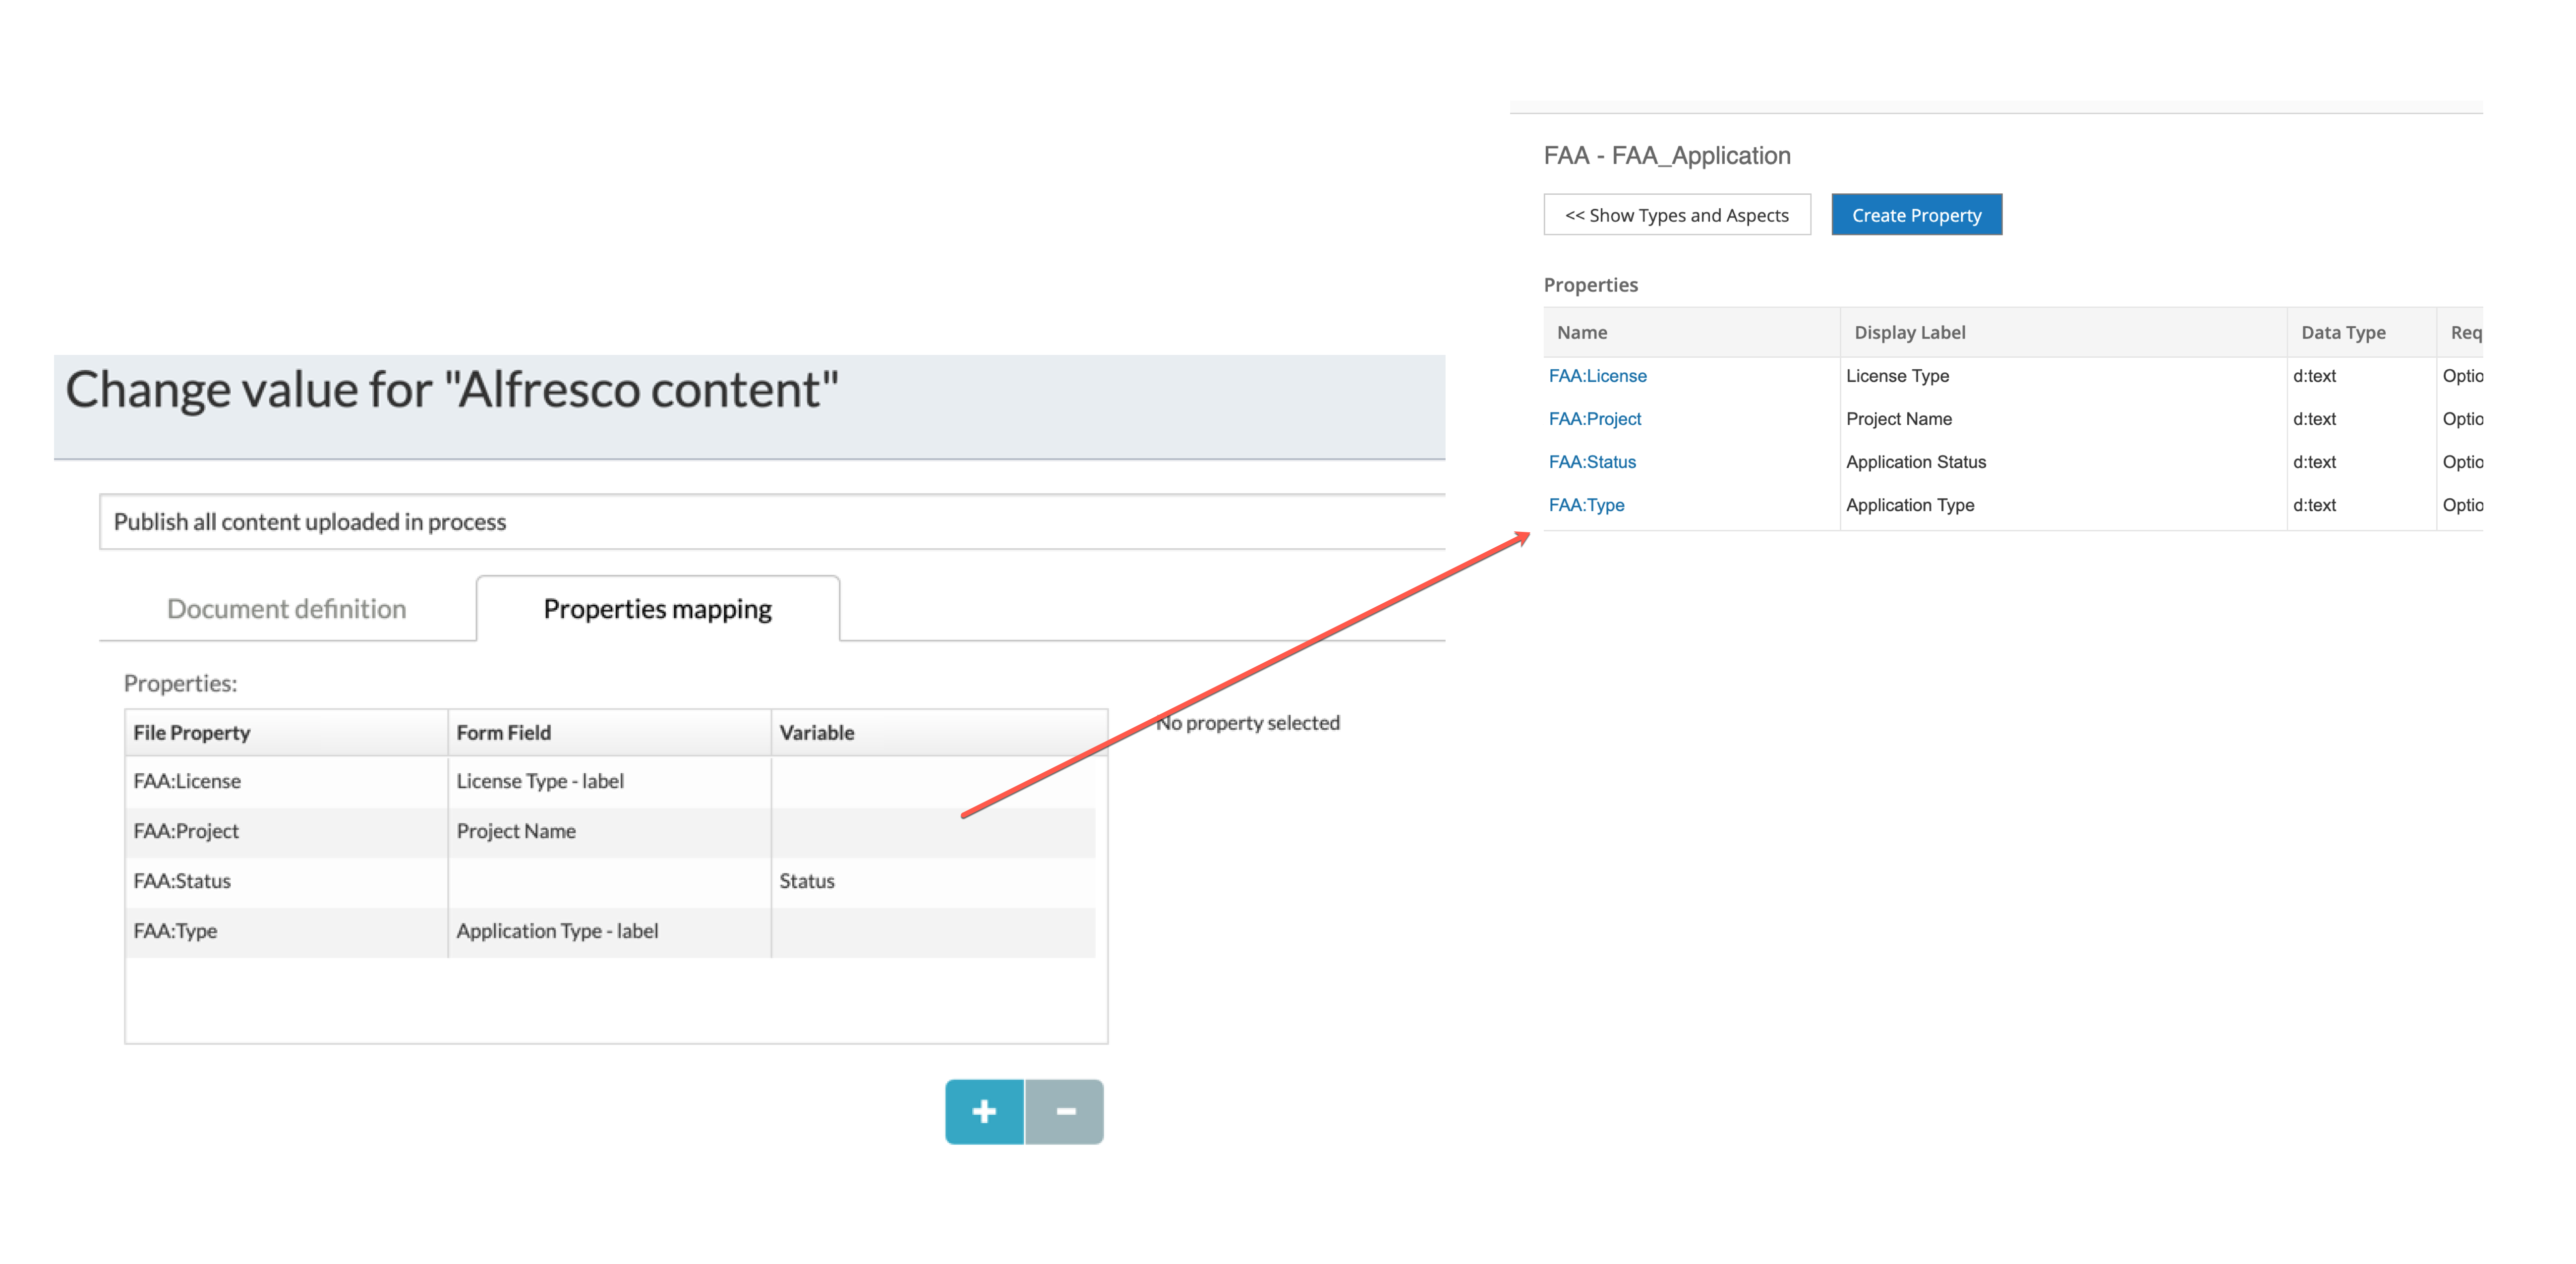 FAA - FAA_Application
<< Show Types and Aspects Create Property
Properties
Name Display Label Data Type Req
FAA:License License Type d:text Optio
FAA:Project Project Name d:text Optio
FAA:Status Application Status d:text Optio
FAA:Type Application Type d:text Optio
Change value for "Alfresco content"
Publish all content uploaded in process
Document definition Properties mapping
Properties:
File Property Form Field Variable
FAA:License License Type - label
FAA:Project Project Name
FAA:Status Status
FAA:Type Application Type - label
No property selected